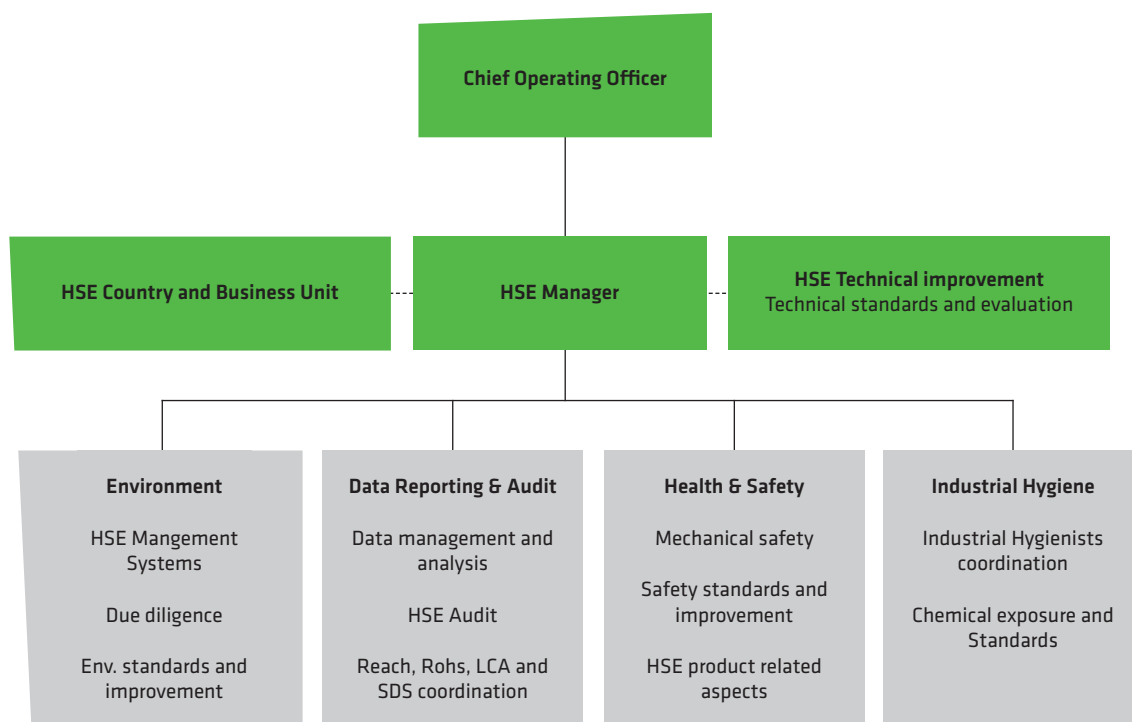 Chief Operating Officer
HSE Country and Business Unit
HSE Manager
HSE Technical improvement
Technical standards and evaluation
Environment
HSE Mangement
Systems
Due diligence
Env. standards and
improvement
Data Reporting & Audit
Data management and
analysis
HSE Audit
Reach, Rohs, LCA and
SDS coordination
Health & Safety
Mechanical safety
Safety standards and
improvement
HSE product related
aspects
Industrial Hygiene
Industrial Hygienists
coordination
Chemical exposure and
Standards